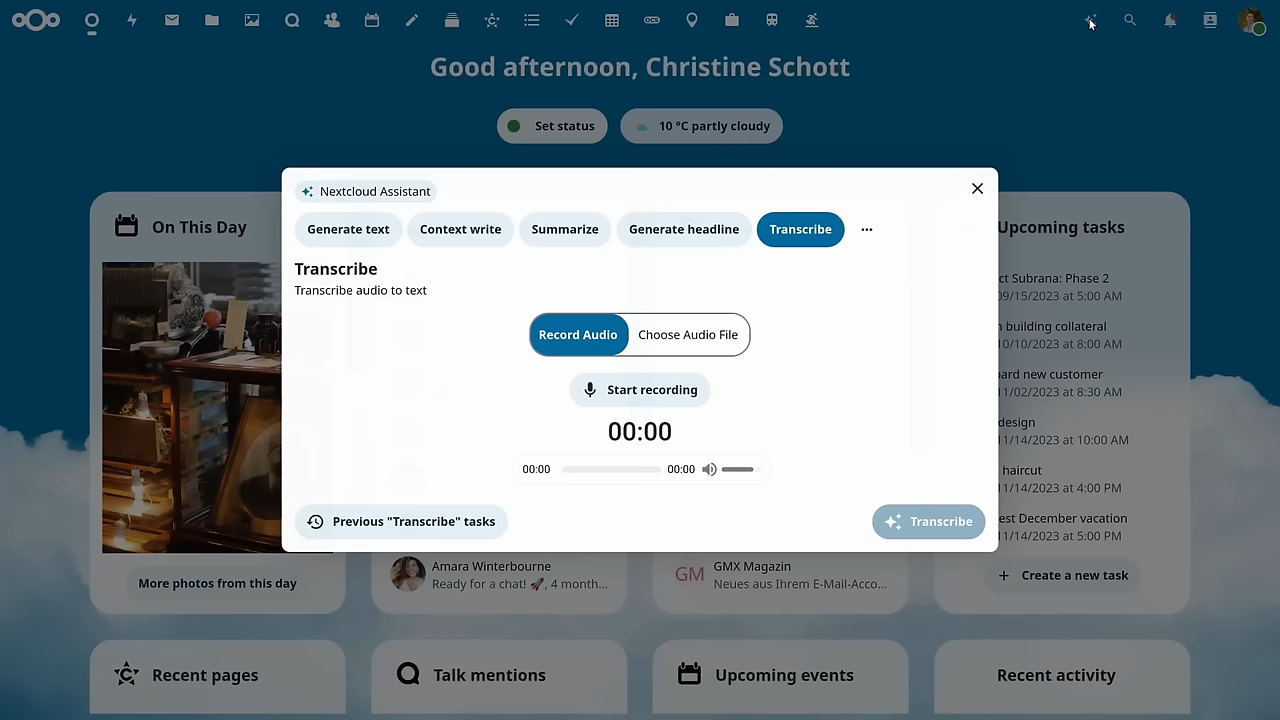 Good afternoon, Christine Schott
Set status
10 °C partly cloudy
Nextcloud Assistant
Generate text
Context write
Summarize
Generate headline
Transcribe
Transcribe
Transcribe audio to text
Record Audio
Choose Audio File
Start recording
00:00
00:00
00:00
Previous "Transcribe" tasks
Transcribe
On This Day
More photos from this day
Amara Winterbourne
Ready for a chat! 🚀, 4 month...
GM
GMX Magazin
Neues aus Ihrem E-Mail-Acco...
Upcoming tasks
Subrana: Phase 2
09/15/2023 at 5:00 AM
building collateral
10/10/2023 at 8:00 AM
new customer
11/02/2023 at 8:30 AM
design
11/14/2023 at 10:00 AM
haircut
11/14/2023 at 4:00 PM
December vacation
11/14/2023 at 5:00 PM
Create a new task
Recent pages
Talk mentions
Upcoming events
Recent activity